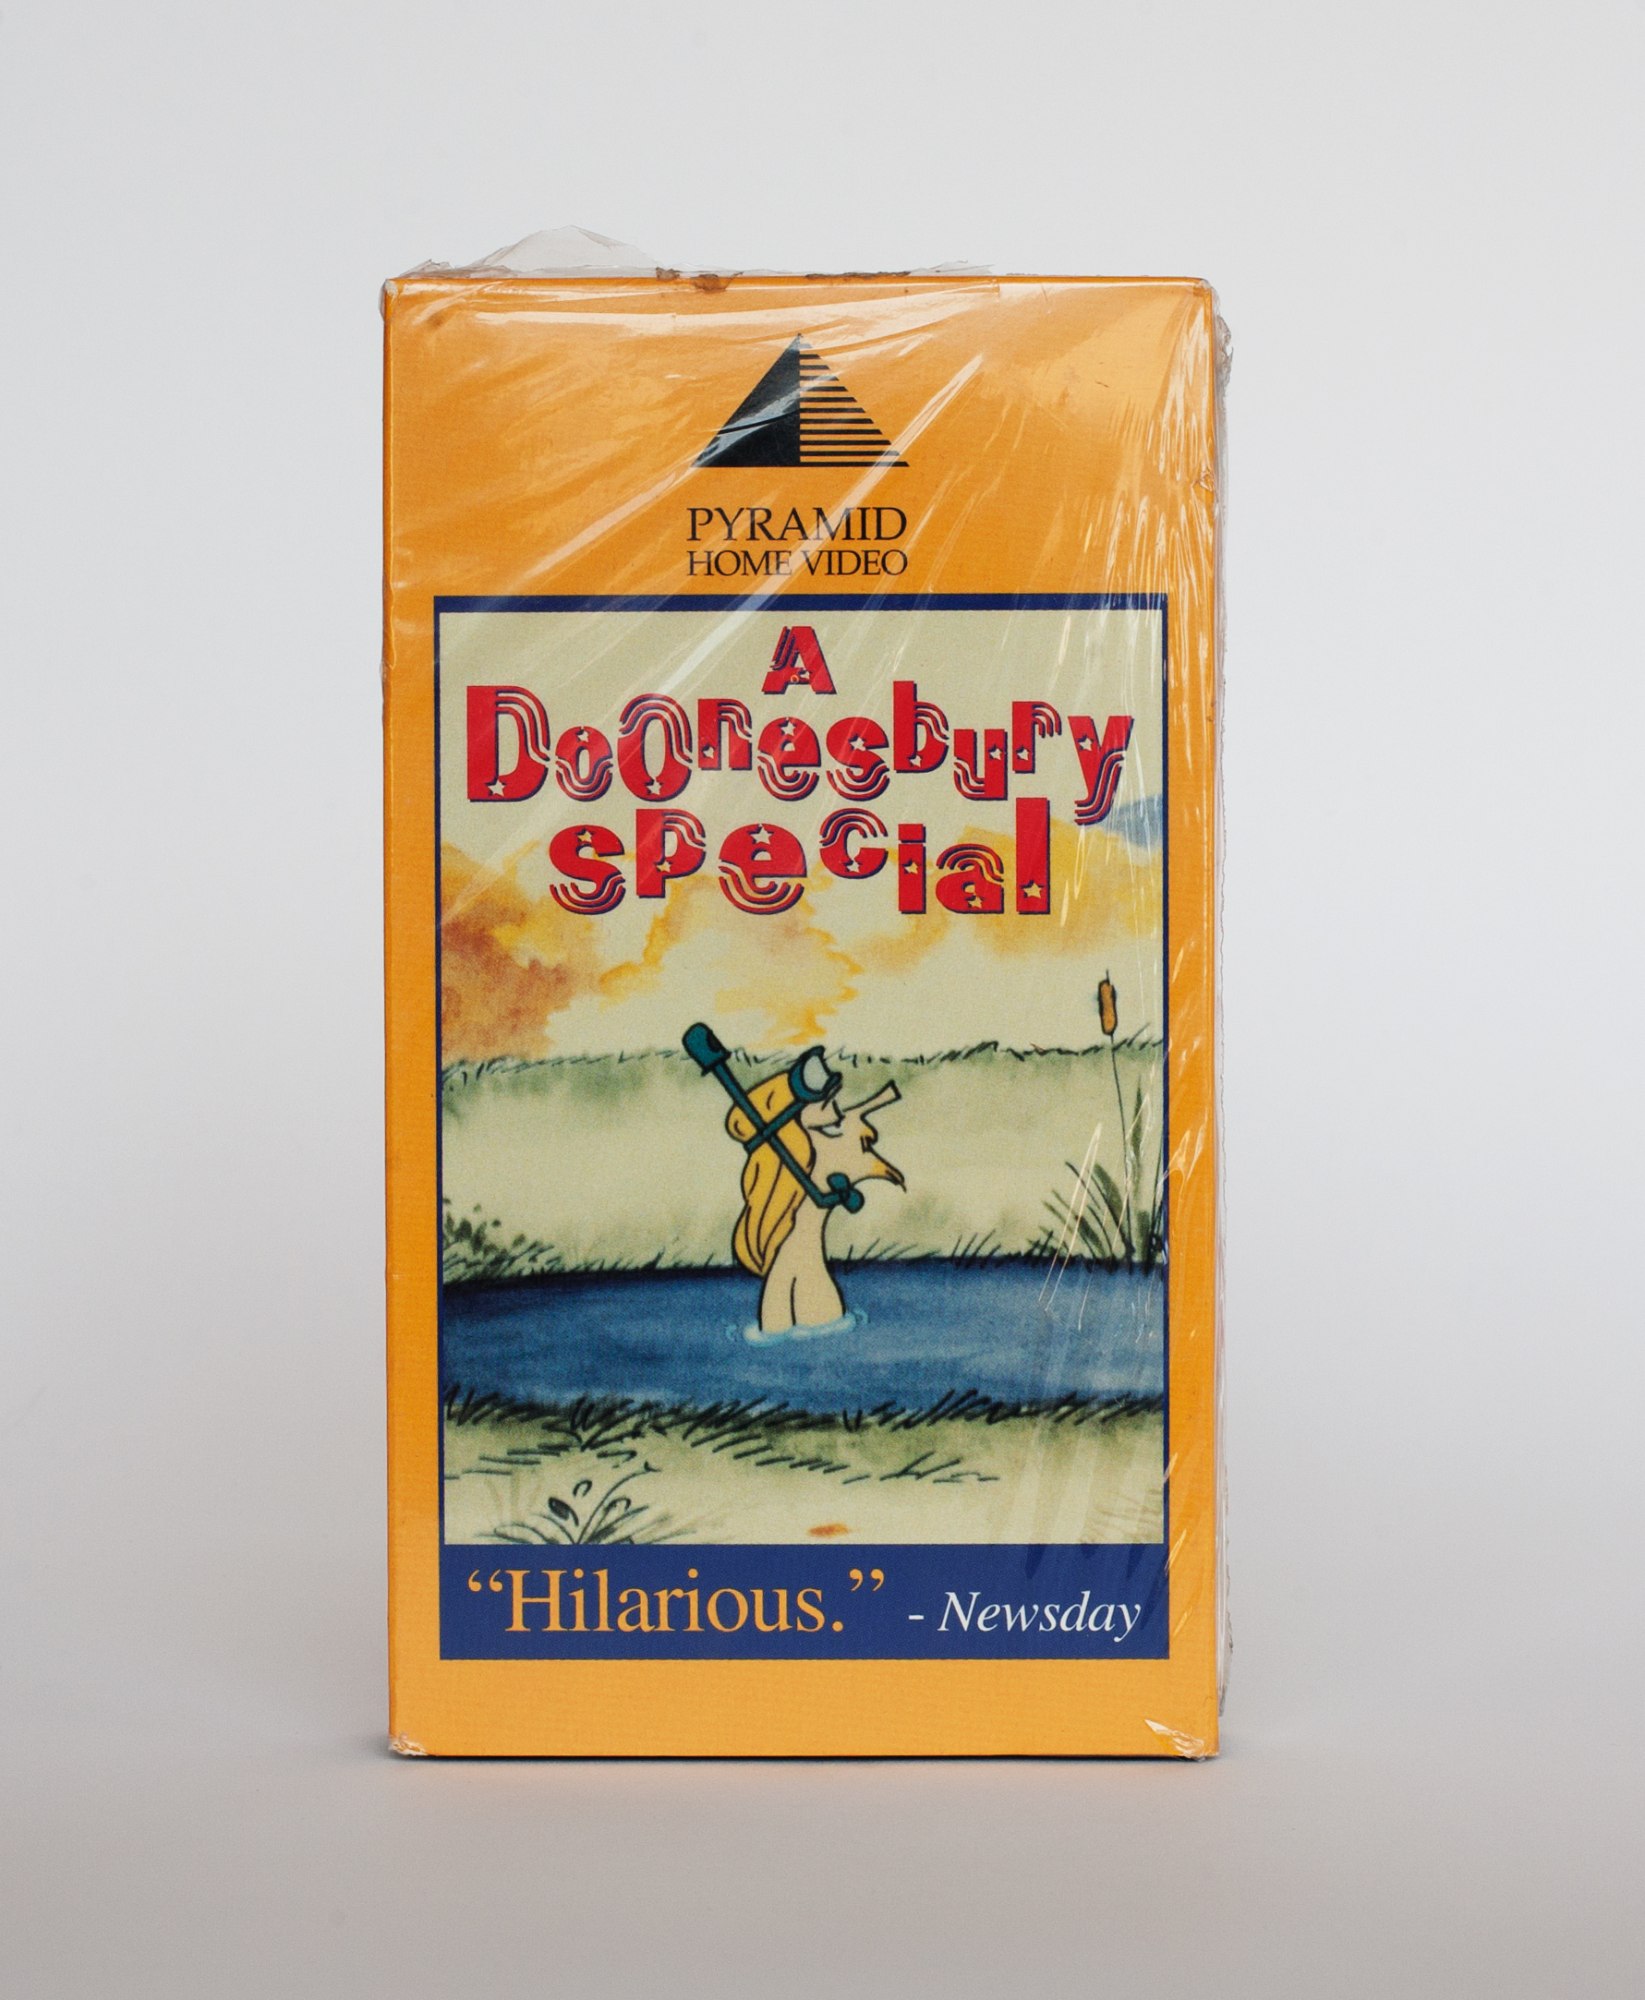 PYRAMID
HOME VIDEO
A
DoOnesbury
special
“Hilarious.” - Newsday